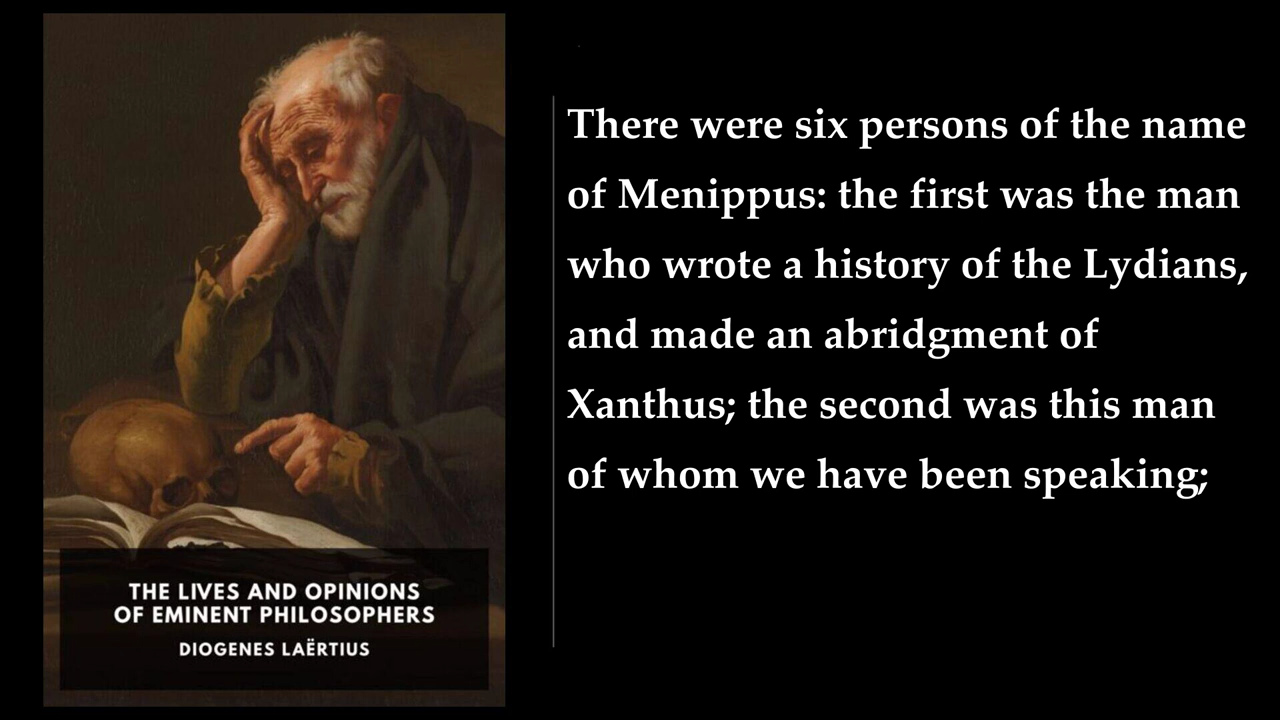 THE LIVES AND OPINIONS
OF EMINENT PHILOSOPHERS
DIOGENES LAËRTIUS
There were six persons of the name
of Menippus: the first was the man
who wrote a history of the Lydians,
and made an abridgment of
Xanthus; the second was this man
of whom we have been speaking;